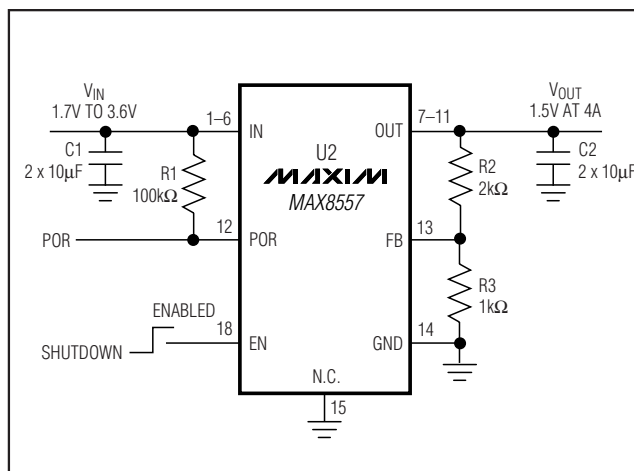 VIN
1.7V TO 3.6V
C1
2 x 10µF
R1
100kΩ
POR
SHUTDOWN
ENABLED
1–6
12
18
IN
POR
EN
U2
MAXIM
MAX8557
N.C.
15
OUT
FB
GND
7–11
13
14
R2
2kΩ
R3
1kΩ
VOUT
1.5V AT 4A
C2
2 x 10µF